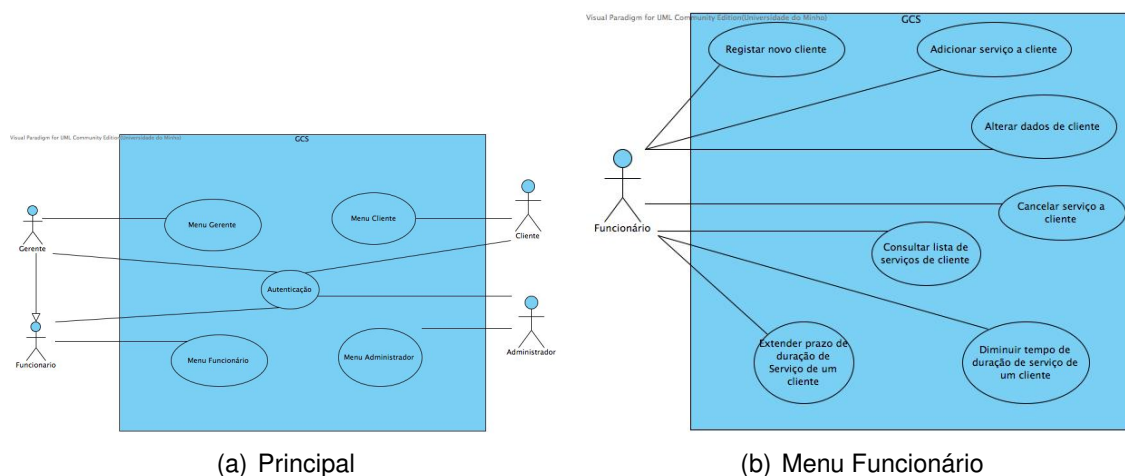 Visual Paradigm for UML Community Edition(Universidade do Minho)
GCS
Menu Gerente
Menu Cliente
Gerente
Cliente
Autenticação
Funcionario
Menu Funcionário
Menu Administrador
Administrador
(a) Principal
Visual Paradigm for UML Community Edition(Universidade do Minho)
GCS
Registar novo cliente
Adicionar serviço a cliente
Alterar dados de cliente
Funcionário
Cancelar serviço a
cliente
Consultar lista de
serviços de cliente
Extender prazo de
duração de
Serviço de um
cliente
Diminuir tempo de
duração de serviço de
um cliente
(b) Menu Funcionário